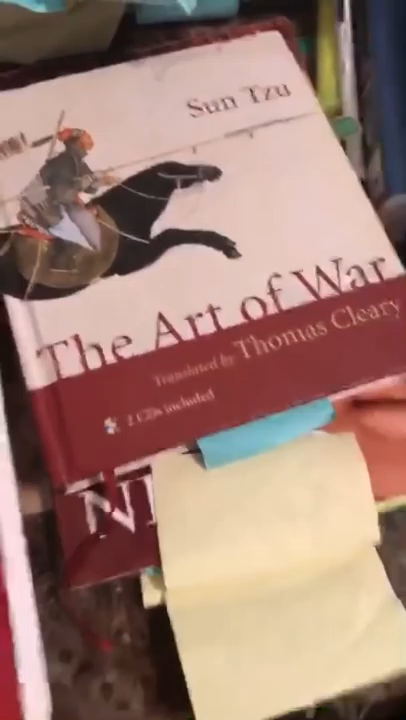 Sun Tzu
The Art of War
Translated by Thomas Cleary
2 CDs included